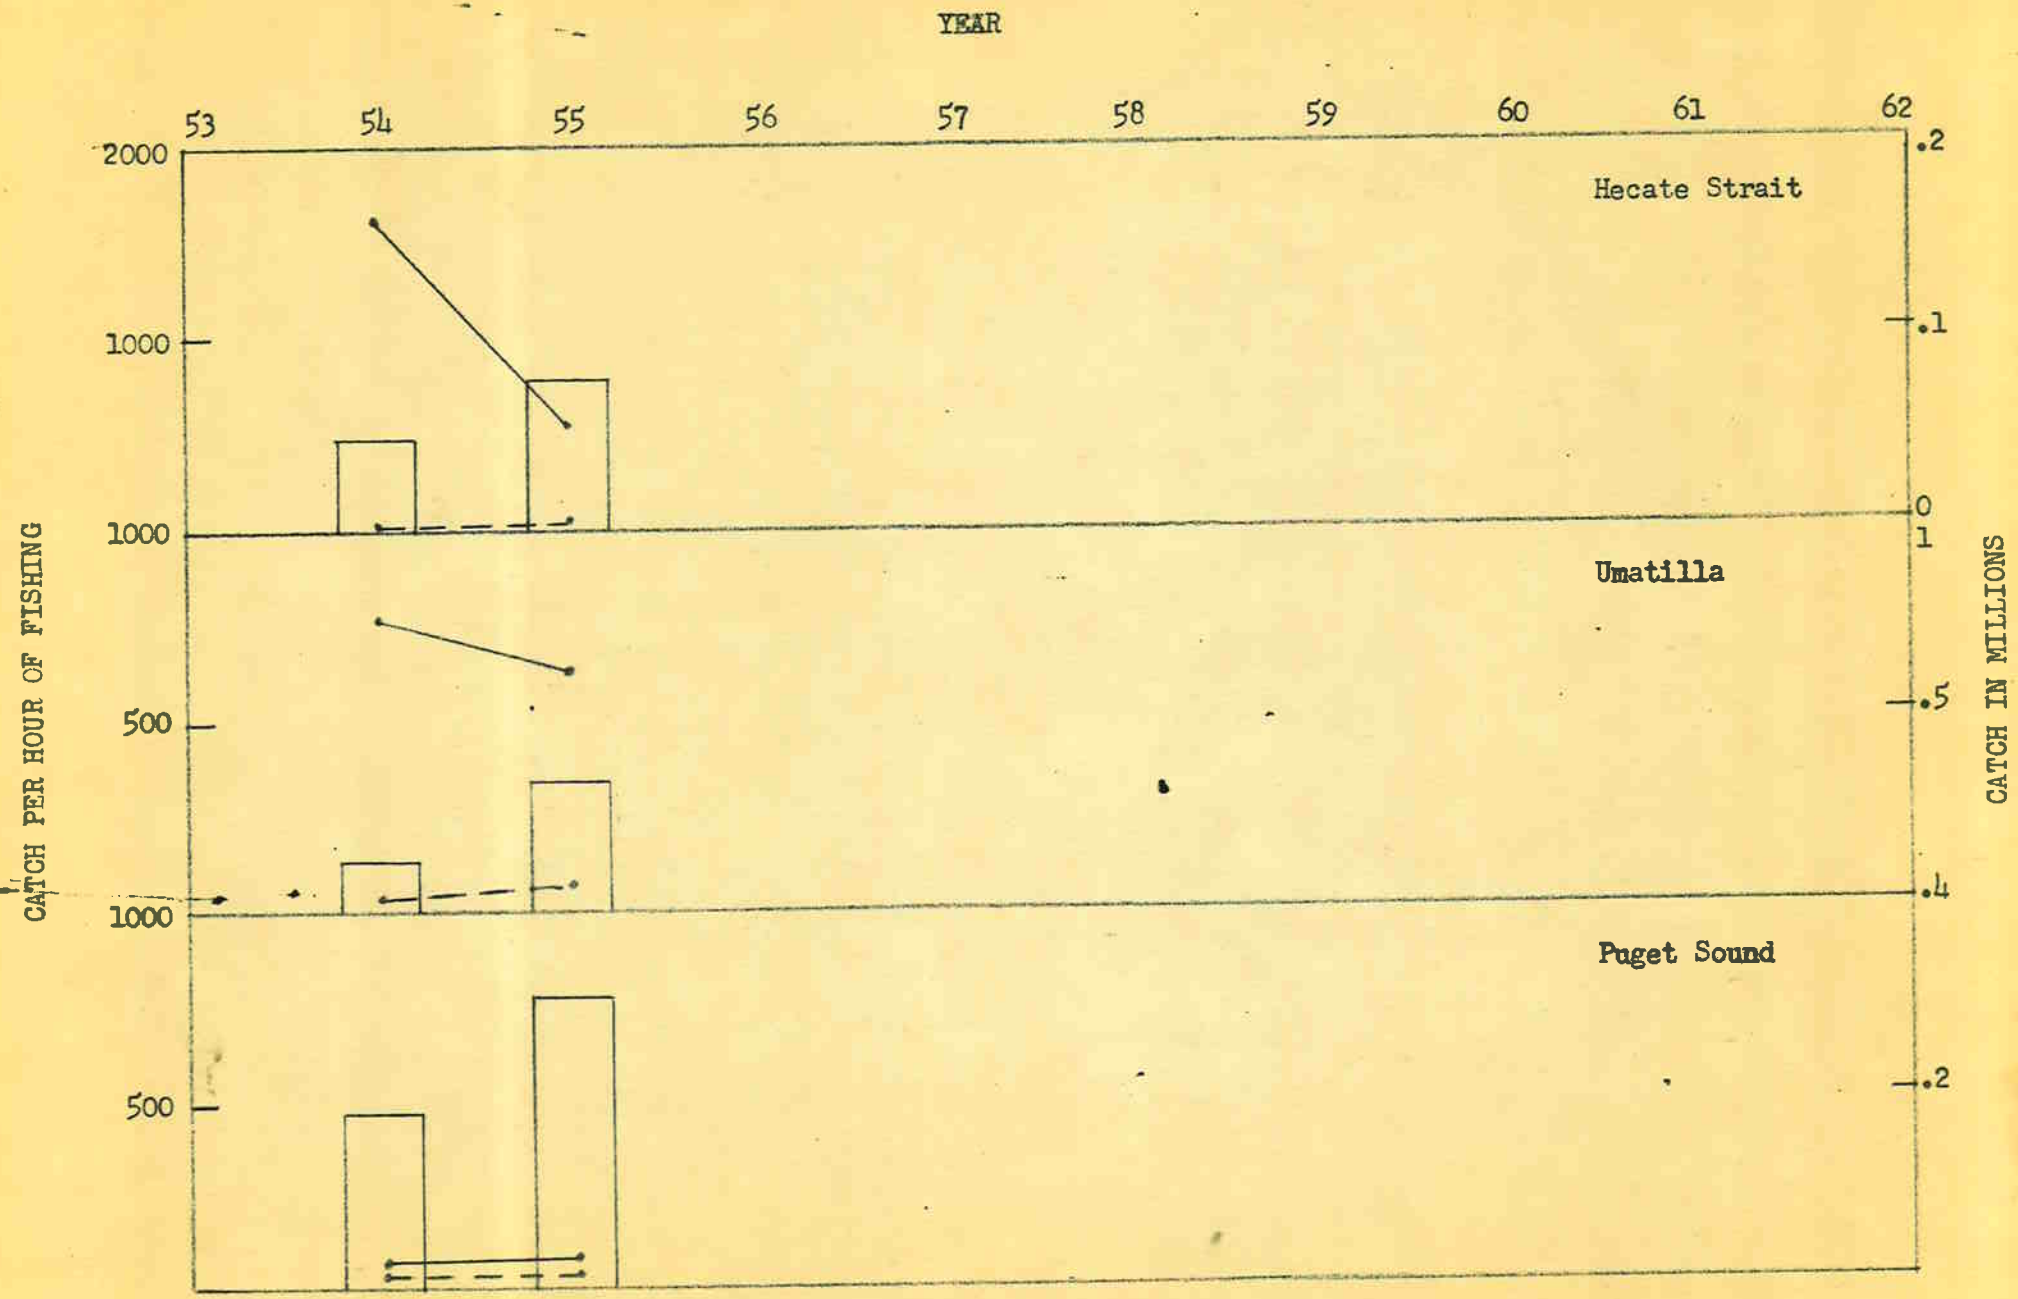 YEAR
53 54 55 56 57 58 59 60 61 62
2000 .2
Hecate Strait
1000 .1
0
1000 1
Umatilla
500 .5
1000 .4
Puget Sound
500 .2
CATCH PER HOUR OF FISHING
CATCH IN MILLIONS